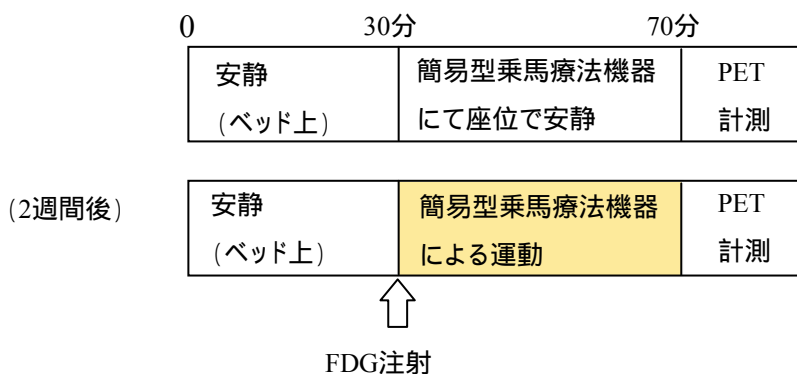 0 30分 70分
安静 簡易型乗馬療法機器 PET
(ベッド上) にて座位で安静 計測
(2週間後) 安静 簡易型乗馬療法機器 PET
(ベッド上) による運動 計測
FDG注射